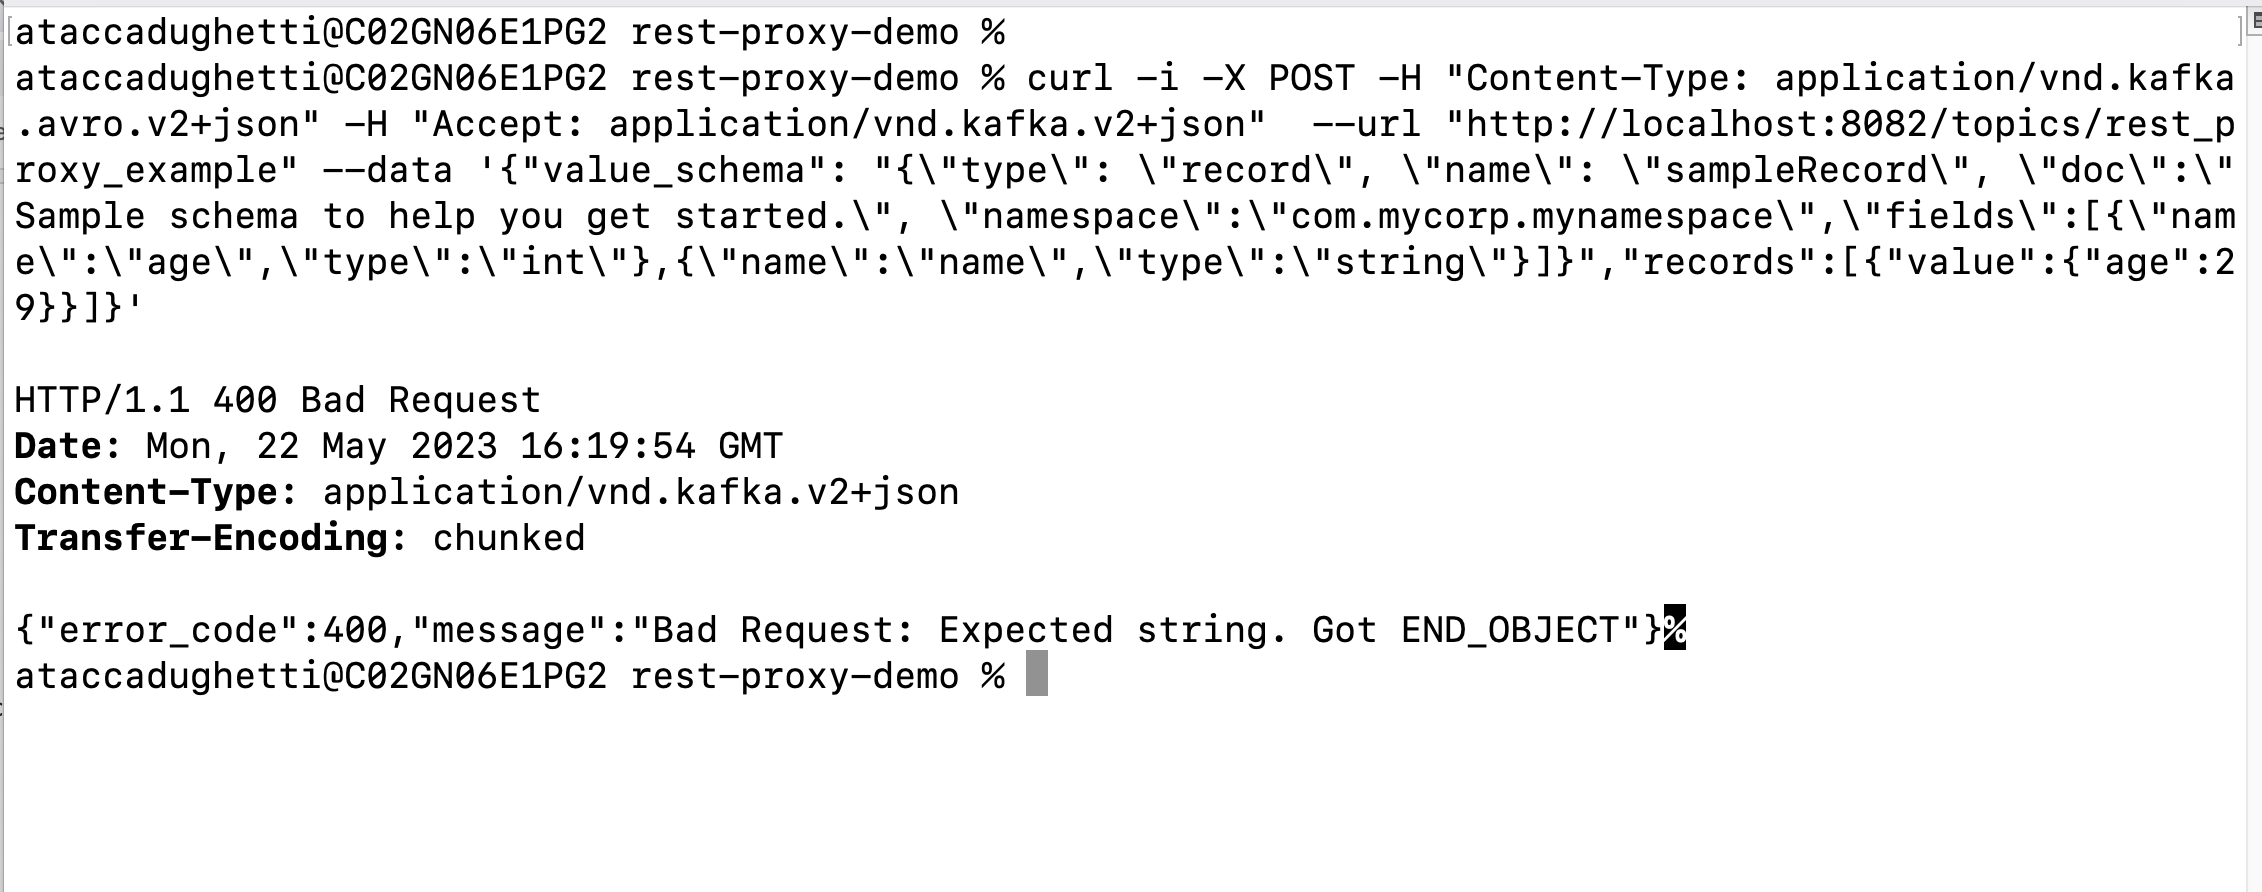 [ataccadughetti@C02GN06E1PG2 rest-proxy-demo % ]
ataccadughetti@C02GN06E1PG2 rest-proxy-demo % curl -i -X POST -H "Content-Type: application/vnd.kafka
.avro.v2+json" -H "Accept: application/vnd.kafka.v2+json"  --url "http://localhost:8082/topics/rest_p
roxy_example" --data '{"value_schema": "{\"type\": \"record\", \"name\": \"sampleRecord\", \"doc\":\"
Sample schema to help you get started.\", \"namespace\":\"com.mycorp.mynamespace\",\"fields\":[{\"nam
e\":\"age\",\"type\":\"int\"},{\"name\":\"name\",\"type\":\"string\"}]}","records":[{"value":{"age":2
9}}]}'
HTTP/1.1 400 Bad Request
Date: Mon, 22 May 2023 16:19:54 GMT
Content-Type: application/vnd.kafka.v2+json
Transfer-Encoding: chunked
{"error_code":400,"message":"Bad Request: Expected string. Got END_OBJECT"}%
ataccadughetti@C02GN06E1PG2 rest-proxy-demo %